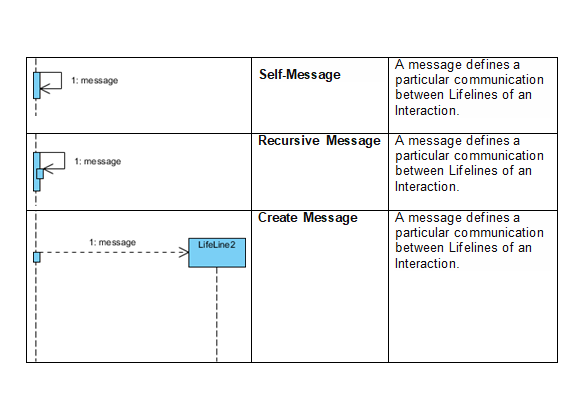 1: message
Self-Message
A message defines a
particular communication
between Lifelines of an
Interaction.
1: message
Recursive Message
A message defines a
particular communication
between Lifelines of an
Interaction.
1: message
LifeLine2
Create Message
A message defines a
particular communication
between Lifelines of an
Interaction.